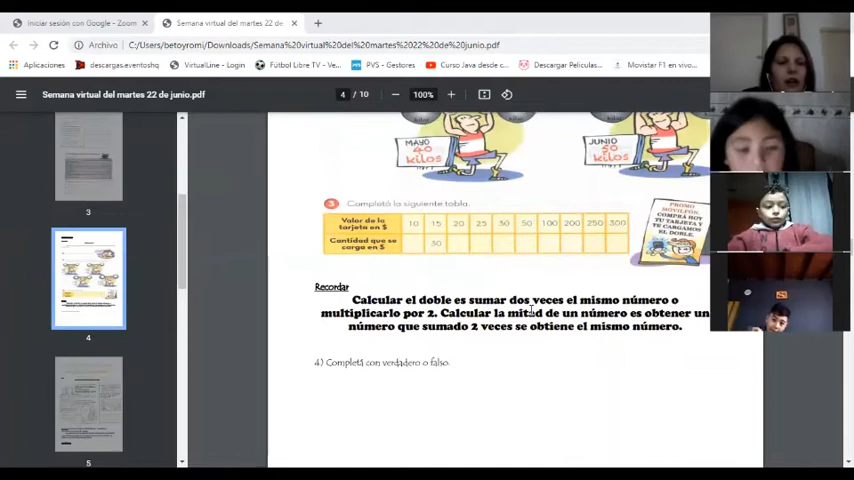 Iniciar sesión con Google - Zoom
Semana virtual del martes 22 de
Archivo
C:/Users/betoyromi/Downloads/Semana%20virtual%20del%20martes%2022%20de%20junio.pdf
Aplicaciones
descargas.eventoshq
VirtualLine - Login
Fútbol Libre TV - Ve...
PVS - Gestores
Curso Java desde c...
Descargar Películas...
Movistar F1 en vivo...
Semana virtual del martes 22 de junio.pdf
4 / 10
100%
kilos
kilos
MAYO
40
kilos
JUNIO
50
kilos
3
4
5
3 Completá la siguiente tabla.
Valor de la tarjeta en $ 10 15 20 25 30 50 100 200 250 300
Cantidad que se carga en $ 30
PROMO
MOVILFÓN:
COMPRÁ HOY
TU TARJETA Y
TE CARGAMOS
EL DOBLE.
Recordar
Calcular el doble es sumar dos veces el mismo número o
multiplicarlo por 2. Calcular la mitad de un número es obtener un
número que sumado 2 veces se obtiene el mismo número.
4) Completá con verdadero o falso.